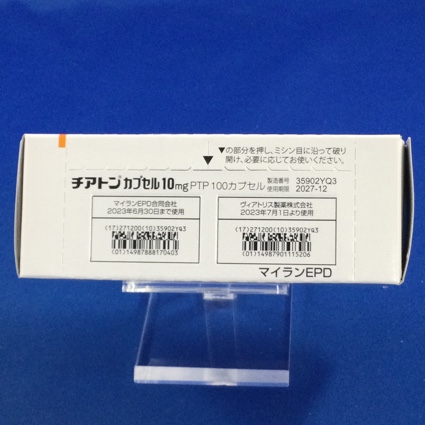 ▼の部分を押し、ミシン目に沿って破り
開け、必要に応じてお使いください。
チアトンカプセル10mg PTP 100カプセル
製造番号 35902YQ3
使用期限 2027-12
マイランEPD合同会社
2023年6月30日まで使用
(17)271200(10)35902YQ3
(01)14987888170403
ヴィアトリス製薬株式会社
2023年7月1日より使用
(17)271200(10)35902YQ3
(01)14987901115206
マイランEPD